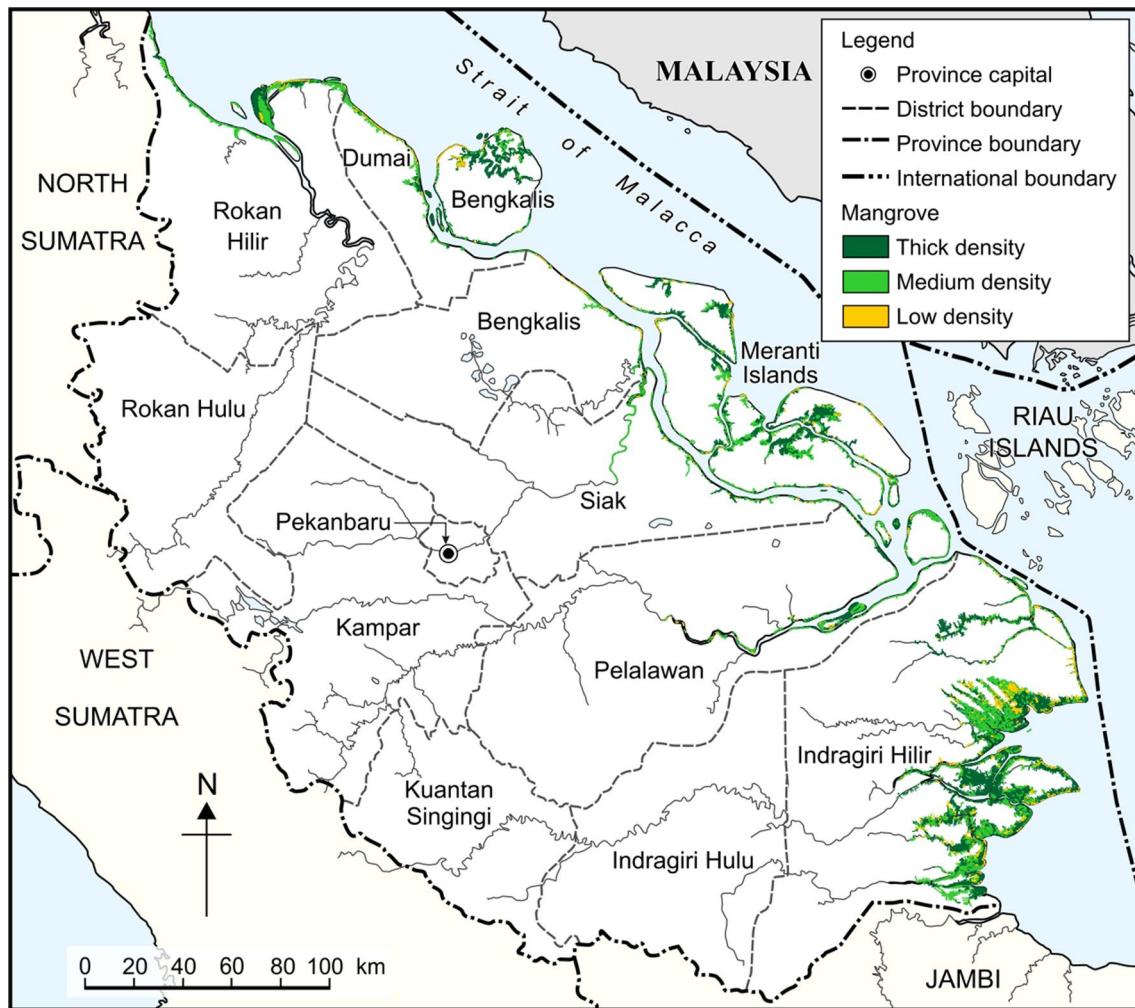 Legend
Province capital
District boundary
Province boundary
International boundary
Mangrove
Thick density
Medium density
Low density
MALAYSIA
Strait of
Malacca
NORTH
SUMATRA
Rokan
Hilir
Dumai
Bengkalis
Bengkalis
Meranti
Islands
RIAU
ISLANDS
Rokan Hulu
Siak
Pekanbaru
Kampar
WEST
SUMATRA
Pelalawan
Indragiri Hilir
Kuantan
Singingi
Indragiri Hulu
N
0 20 40 60 80 100 km
JAMBI